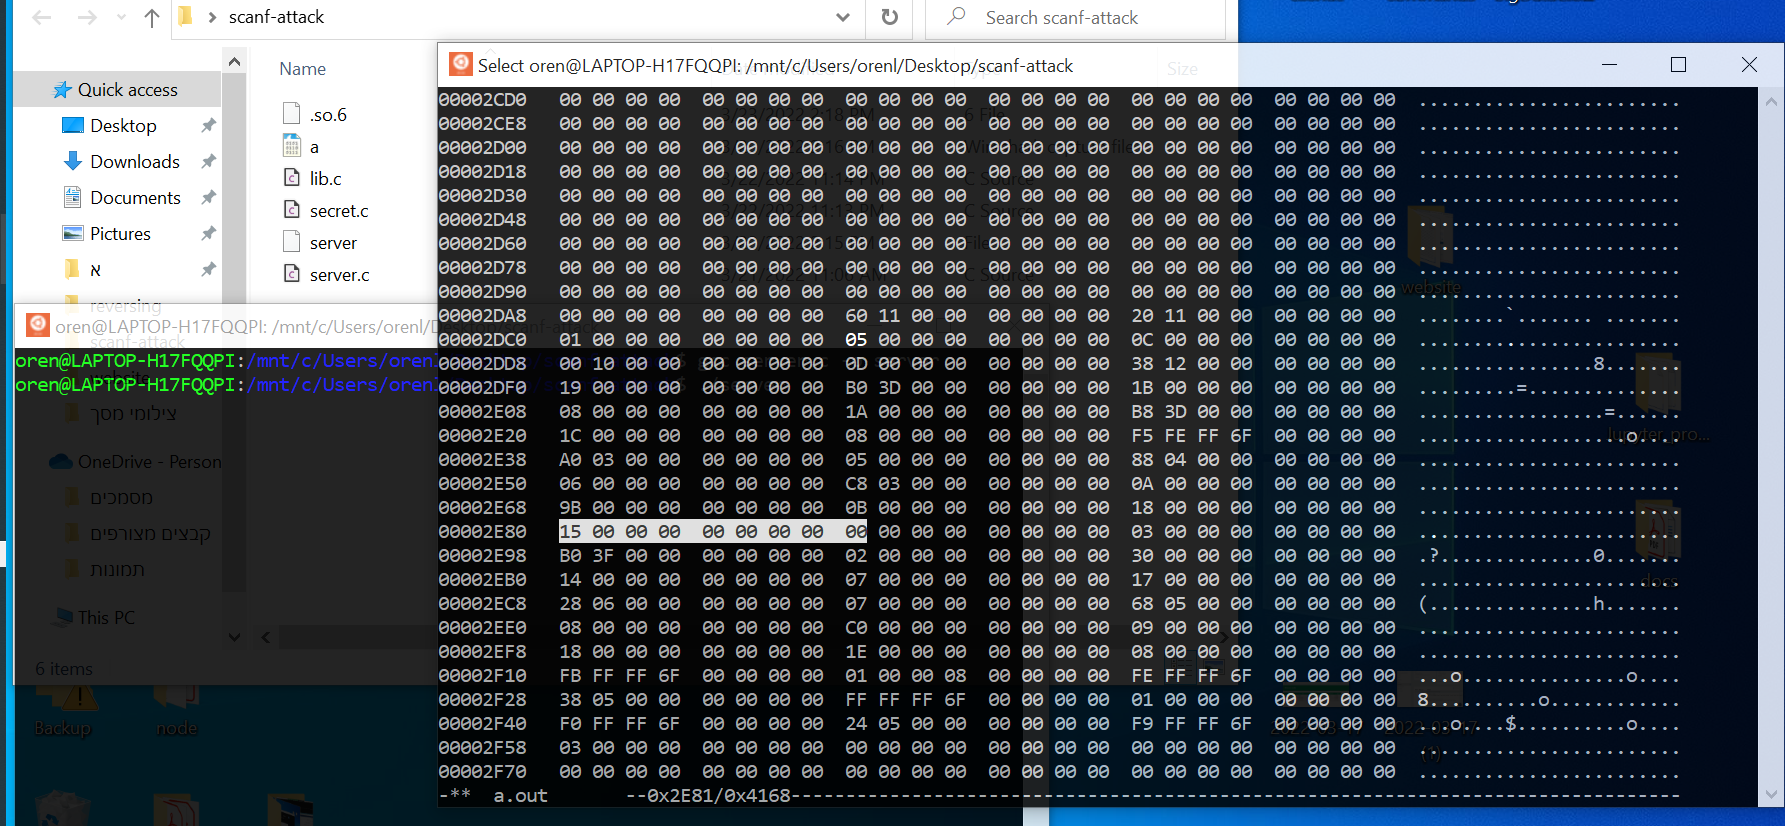 scanf-attack
Search scanf-attack
Name
Size
Quick access
Desktop
Downloads
Documents
Pictures
א
reversing
scanf-attack
website
צילומי מסך
OneDrive - Person
מסמכים
קבצים מצורפים
תמונות
This PC
6 items
.so.6
a
lib.c
secret.c
server
server.c
Select oren@LAPTOP-H17FQQPI: /mnt/c/Users/orenl/Desktop/scanf-attack
00002CD0 00 00 00 00 00 00 00 00 00 00 00 00 00 00 00 00 00 00 00 00 00 00 00 00 ........................
00002CE8 00 00 00 00 00 00 00 00 00 00 00 00 00 00 00 00 00 00 00 00 00 00 00 00 ........................
00002D00 00 00 00 00 00 00 00 00 00 00 00 00 00 00 00 00 00 00 00 00 00 00 00 00 ........................
00002D18 00 00 00 00 00 00 00 00 00 00 00 00 00 00 00 00 00 00 00 00 00 00 00 00 ........................
00002D30 00 00 00 00 00 00 00 00 00 00 00 00 00 00 00 00 00 00 00 00 00 00 00 00 ........................
00002D48 00 00 00 00 00 00 00 00 00 00 00 00 00 00 00 00 00 00 00 00 00 00 00 00 ........................
00002D60 00 00 00 00 00 00 00 00 00 00 00 00 00 00 00 00 00 00 00 00 00 00 00 00 ........................
00002D78 00 00 00 00 00 00 00 00 00 00 00 00 00 00 00 00 00 00 00 00 00 00 00 00 ........................
00002D90 00 00 00 00 00 00 00 00 00 00 00 00 00 00 00 00 00 00 00 00 00 00 00 00 ........................
00002DA8 00 00 00 00 00 00 00 00 60 11 00 00 00 00 00 00 20 11 00 00 00 00 00 00 ........`....... .......
00002DC0 01 00 00 00 00 00 00 00 05 00 00 00 00 00 00 00 0C 00 00 00 00 00 00 00 ........................
00002DD8 00 10 00 00 00 00 00 00 0D 00 00 00 00 00 00 00 38 12 00 00 00 00 00 00 ................8.......
00002DF0 19 00 00 00 00 00 00 00 B0 3D 00 00 00 00 00 00 1B 00 00 00 00 00 00 00 .........=..............
00002E08 08 00 00 00 00 00 00 00 1A 00 00 00 00 00 00 00 B8 3D 00 00 00 00 00 00 .................=......
00002E20 1C 00 00 00 00 00 00 00 08 00 00 00 00 00 00 00 F5 FE FF 6F 00 00 00 00 ...................o....
00002E38 A0 03 00 00 00 00 00 00 05 00 00 00 00 00 00 00 88 04 00 00 00 00 00 00 ........................
00002E50 06 00 00 00 00 00 00 00 C8 03 00 00 00 00 00 00 0A 00 00 00 00 00 00 00 ........................
00002E68 9B 00 00 00 00 00 00 00 0B 00 00 00 00 00 00 00 18 00 00 00 00 00 00 00 ........................
00002E80 15 00 00 00 00 00 00 00 00 00 00 00 00 00 00 00 03 00 00 00 00 00 00 00 ........................
00002E98 B0 3F 00 00 00 00 00 00 02 00 00 00 00 00 00 00 30 00 00 00 00 00 00 00 .?..............0.......
00002EB0 14 00 00 00 00 00 00 00 07 00 00 00 00 00 00 00 17 00 00 00 00 00 00 00 ........................
00002EC8 28 06 00 00 00 00 00 00 07 00 00 00 00 00 00 00 68 05 00 00 00 00 00 00 (...............h.......
00002EE0 08 00 00 00 00 00 00 00 C0 00 00 00 00 00 00 00 09 00 00 00 00 00 00 00 ........................
00002EF8 18 00 00 00 00 00 00 00 1E 00 00 00 00 00 00 00 08 00 00 00 00 00 00 00 ........................
00002F10 FB FF FF 6F 00 00 00 00 01 00 00 08 00 00 00 00 FE FF FF 6F 00 00 00 00 ...o...............o....
00002F28 38 05 00 00 00 00 00 00 FF FF FF 6F 00 00 00 00 01 00 00 00 00 00 00 00 8..........o............
00002F40 F0 FF FF 6F 00 00 00 00 24 05 00 00 00 00 00 00 F9 FF FF 6F 00 00 00 00 ...o....$..........o....
00002F58 03 00 00 00 00 00 00 00 00 00 00 00 00 00 00 00 00 00 00 00 00 00 00 00 ........................
00002F70 00 00 00 00 00 00 00 00 00 00 00 00 00 00 00 00 00 00 00 00 00 00 00 00 ........................
-** a.out --0x2E81/0x4168--------------------------------
oren@LAPTOP-H17FQQPI: /mnt/c/Users/orenl/Desktop/scanf-attack
oren@LAPTOP-H17FQQPI:/mnt/c/Users/oren
oren@LAPTOP-H17FQQPI:/mnt/c/Users/oren
website
docs
Backup
node